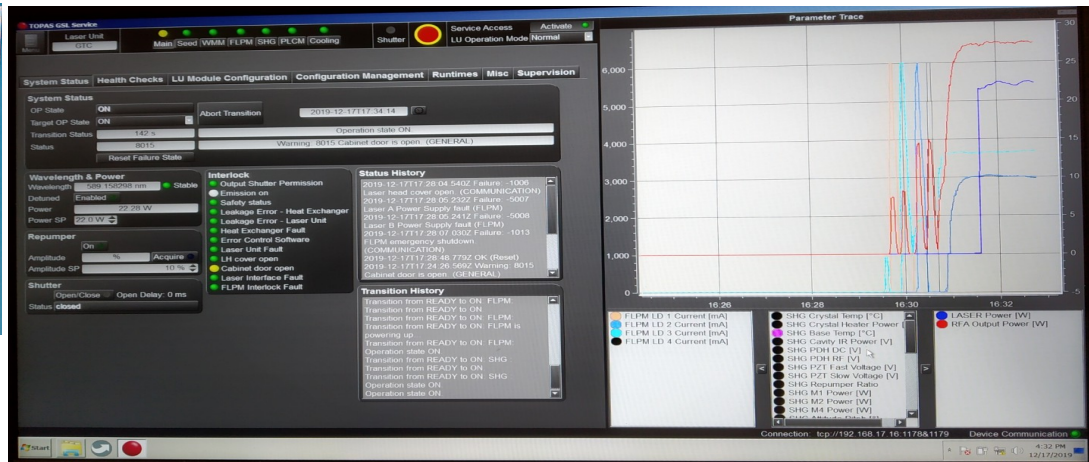 TOPAS GSL Service
Menu
Laser Unit
GTC
Main Seed WMM FLPM SHG PLCM Cooling
Shutter
Service Access Activate
LU Operation Mode Normal
System Status Health Checks LU Module Configuration Configuration Management Runtimes Misc Supervision
System Status
OP State ON
Target OP State ON
Transition Status 142 s
Status 8015
Reset Failure State
Abort Transition
2019-12-17T17:34:14
Operation state ON
Warning: 8015 Cabinet door is open. (GENERAL)
Wavelength & Power
Wavelength 589.158298 nm Stable
Detuned Enabled
Power 22.28 W
Power SP 22.0 W
Repumper
On
Amplitude % Acquire
Amplitude SP 10 %
Shutter
Open/Close Open Delay: 0 ms
Status closed
Interlock
Output Shutter Permission
Emission on
Safety status
Leakage Error - Heat Exchanger
Leakage Error - Laser Unit
Heat Exchanger Fault
Error Control Software
Laser Unit Fault
LH cover open
Cabinet door open
Laser Interface Fault
FLPM Interlock Fault
Status History
2019-12-17T17:28:04.540Z Failure: -1006
Laser head cover open. (COMMUNICATION)
2019-12-17T17:28:05.232Z Failure: -5007
Laser A Power Supply fault (FLPM)
2019-12-17T17:28:05.241Z Failure: -5008
Laser B Power Supply fault (FLPM)
2019-12-17T17:28:07.030Z Failure: -1013
FLPM emergency shutdown.
(COMMUNICATION)
2019-12-17T17:28:48.779Z OK (Reset)
2019-12-17T17:24:26.569Z Warning: 8015
Cabinet door is open. (GENERAL)
Transition History
Transition from READY to ON: FLPM:
Transition from READY to ON
Transition from READY to ON: FLPM:
Transition from READY to ON: FLPM is
powering up.
Transition from READY to ON: FLPM:
Operation state ON
Transition from READY to ON: SHG
Transition from READY to ON
Transition from READY to ON: SHG
Operation state ON
Operation state ON
Parameter Trace
6,000
5,000
4,000
3,000
2,000
1,000
0
30
25
20
15
10
5
0
-5
16:26 16:28 16:30 16:32
FLPM LD 1 Current [mA]
FLPM LD 2 Current [mA]
FLPM LD 3 Current [mA]
FLPM LD 4 Current [mA]
SHG Crystal Temp [°C]
SHG Crystal Heater Power [
SHG Base Temp [°C]
SHG Cavity IR Power [V]
SHG PDH DC [V]
SHG PDH RF [V]
SHG PZT Fast Voltage [V]
SHG PZT Slow Voltage [V]
SHG Repumper Ratio
SHG M1 Power [W]
SHG M2 Power [W]
SHG M4 Power [W]
LASER Power [W]
RFA Output Power [W]
Connection: tcp://192.168.17.16:1178&1179 Device Communication
Start
4:32 PM
12/17/2019